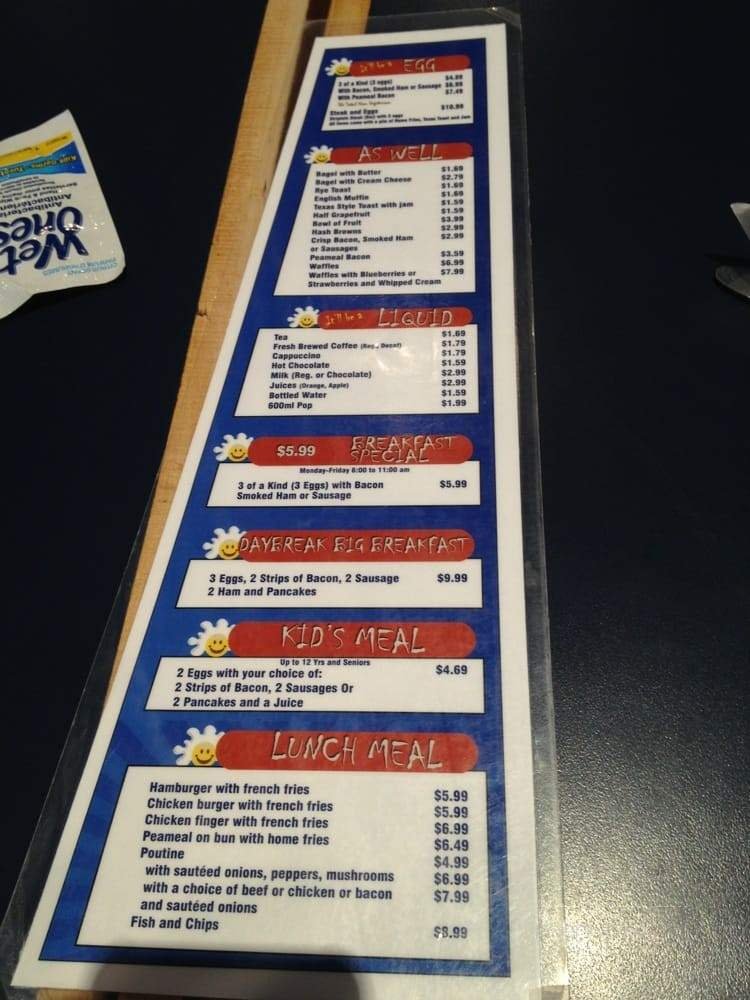 It'll be a EGG
3 of a Kind (3 eggs) $4.99
With Bacon, Smoked Ham or Sausage $6.99
With Peameal Bacon $7.49
Steak and Eggs $10.99
AS WELL
Bagel with Butter $1.69
Bagel with Cream Cheese $2.79
Rye Toast $1.69
English Muffin $1.69
Texas Style Toast with jam $1.59
Half Grapefruit $1.59
Bowl of Fruit $3.99
Hash Browns $2.99
Crisp Bacon, Smoked Ham $2.99
or Sausages
Peameal Bacon $3.59
Waffles $6.99
Waffles with Blueberries or $7.99
Strawberries and Whipped Cream
It'll be a LIQUID
Tea $1.69
Fresh Brewed Coffee (Reg, Decaf) $1.79
Cappuccino $1.79
Hot Chocolate $1.59
Milk (Reg. or Chocolate) $2.99
Juices (Orange, Apple) $2.99
Bottled Water $1.59
600ml Pop $1.99
$5.99 BREAKFAST SPECIAL
Monday-Friday 6:00 to 11:00 am
3 of a Kind (3 Eggs) with Bacon $5.99
Smoked Ham or Sausage
DAYBREAK BIG BREAKFAST
3 Eggs, 2 Strips of Bacon, 2 Sausage $9.99
2 Ham and Pancakes
KID'S MEAL
Up to 12 Yrs and Seniors
2 Eggs with your choice of: $4.69
2 Strips of Bacon, 2 Sausages Or
2 Pancakes and a Juice
LUNCH MEAL
Hamburger with french fries $5.99
Chicken burger with french fries $5.99
Chicken finger with french fries $6.99
Peameal on bun with home fries $6.49
Poutine $4.99
with sautéed onions, peppers, mushrooms $6.99
with a choice of beef or chicken or bacon $7.99
and sautéed onions
Fish and Chips $8.99
Wet
Ones